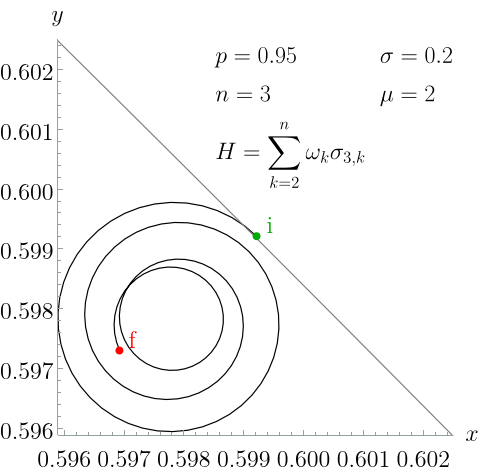 y
p = 0.95 σ = 0.2
n = 3 μ = 2
H = \sum_{k=2}^{n} ω_k σ_{3,k}
0.602
0.601
0.600
0.599
0.598
0.597
0.596
i
f
x
0.596 0.597 0.598 0.599 0.600 0.601 0.602